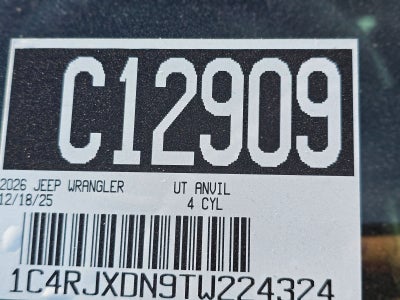 C12909
2026 JEEP WRANGLER UT ANVIL
12/18/25 4 CYL
1C4RJXDN9TW224324